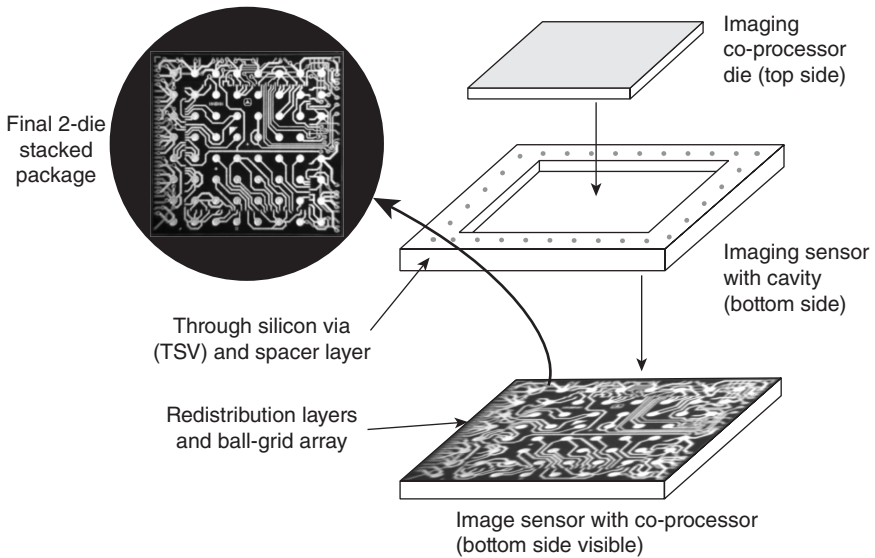 Imaging
co-processor
die (top side)
Final 2-die
stacked
package
Imaging sensor
with cavity
(bottom side)
Through silicon via
(TSV) and spacer layer
Redistribution layers
and ball-grid array
Image sensor with co-processor
(bottom side visible)